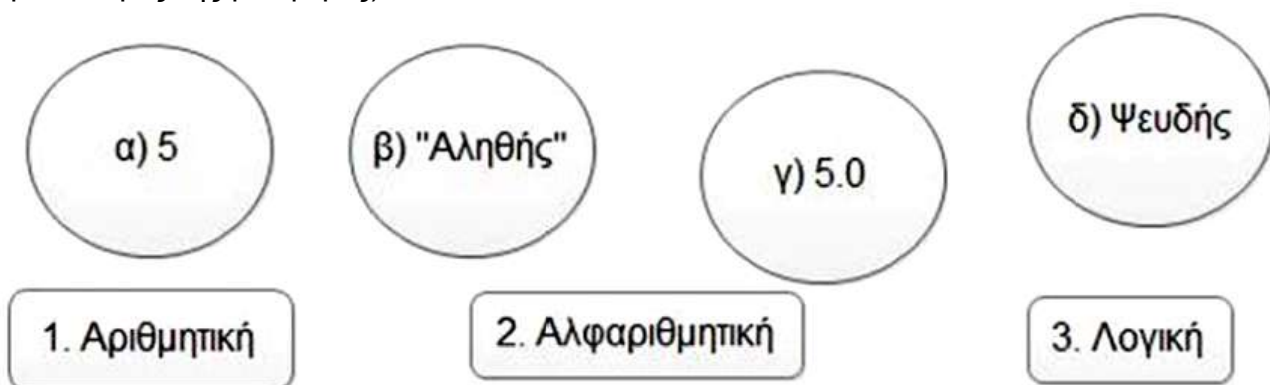 α) 5
β) "Αληθής"
γ) 5.0
δ) Ψευδής
1. Αριθμητική
2. Αλφαριθμητική
3. Λογική